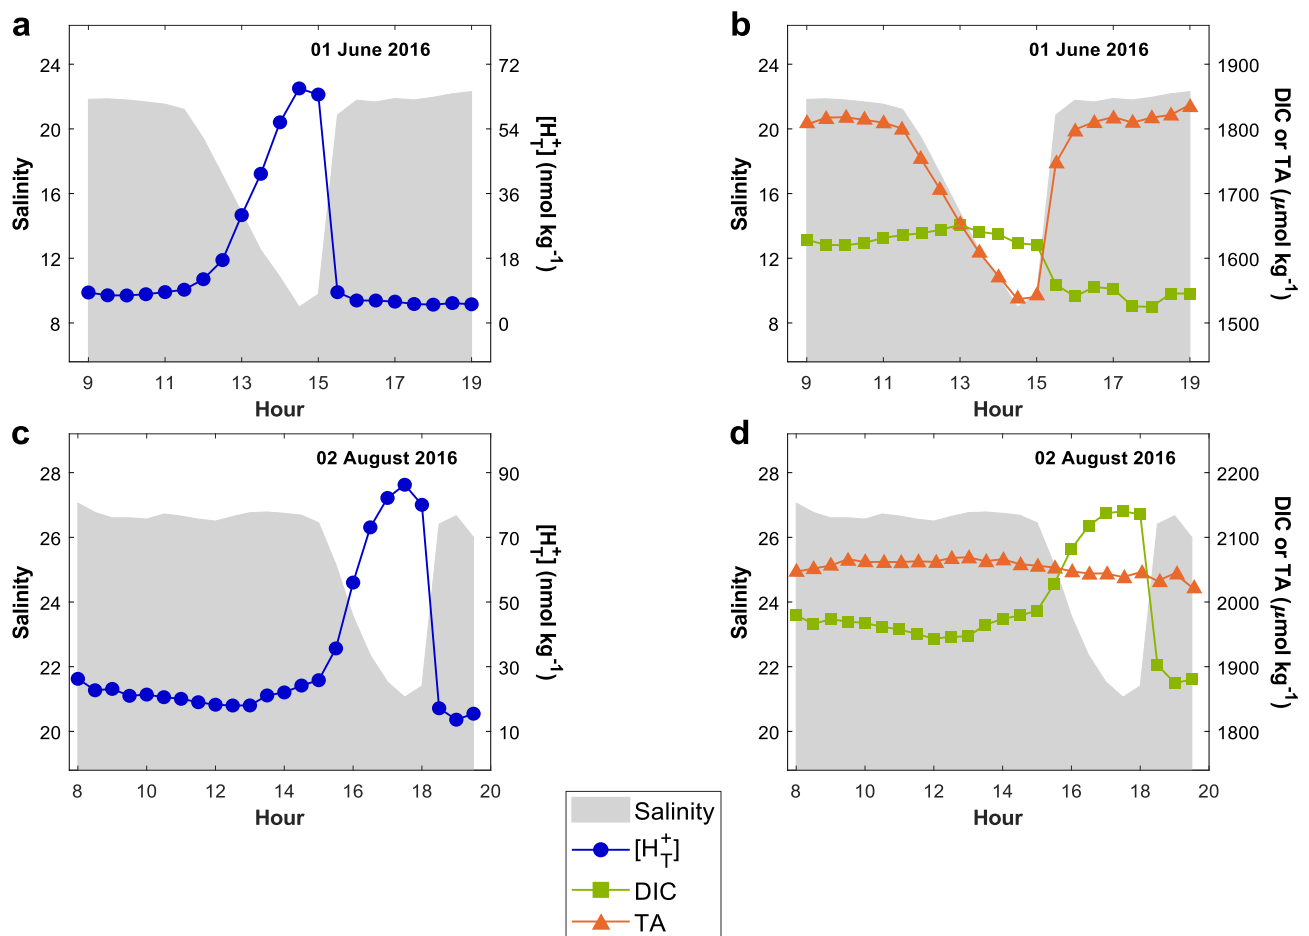 a
01 June 2016
24
20
16
12
8
Salinity
72
54
36
18
0
[H+T] (nmol kg-1)
9
11
13
15
17
19
Hour
b
01 June 2016
24
20
16
12
8
Salinity
1900
1800
1700
1600
1500
DIC or TA (μmol kg-1)
9
11
13
15
17
19
Hour
c
02 August 2016
28
26
24
22
20
Salinity
90
70
50
30
10
[H+T] (nmol kg-1)
8
10
12
14
16
18
20
Hour
d
02 August 2016
28
26
24
22
20
Salinity
2200
2100
2000
1900
1800
DIC or TA (μmol kg-1)
8
10
12
14
16
18
20
Hour
Salinity
[H+T]
DIC
TA